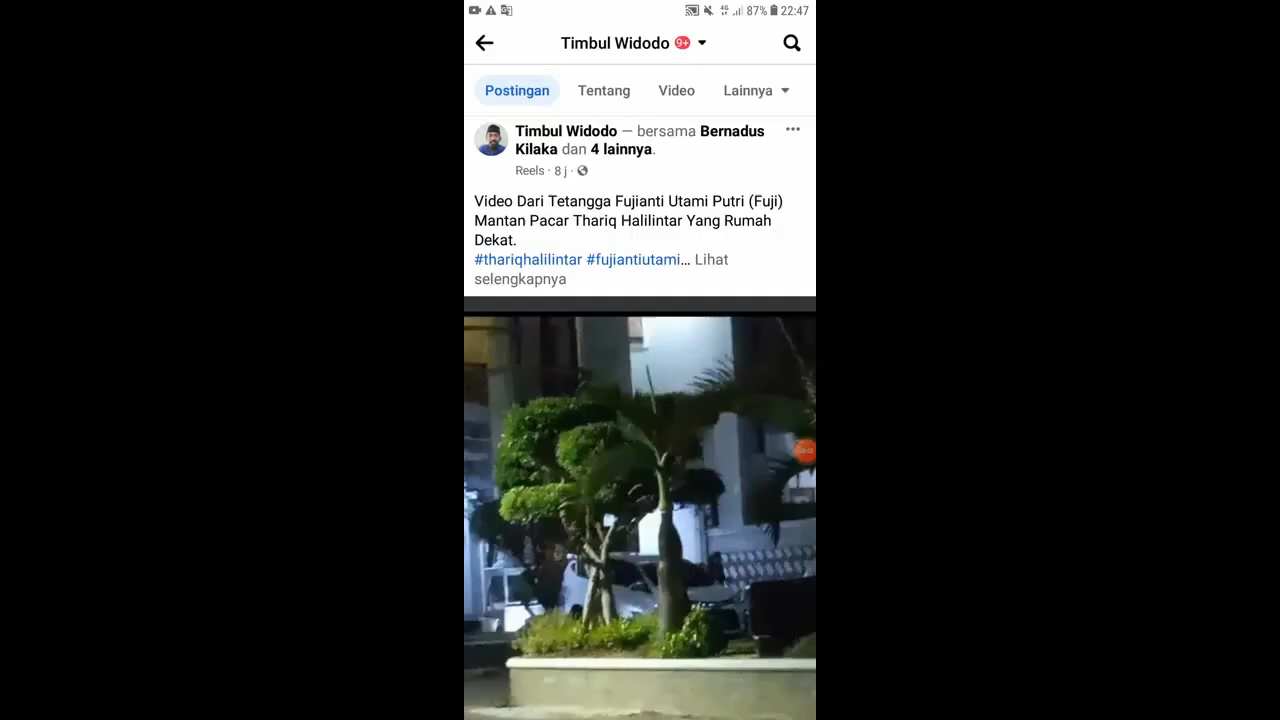 87% 22:47
Timbul Widodo 9+
Postingan Tentang Video Lainnya
Timbul Widodo — bersama Bernadus
Kilaka dan 4 lainnya.
Reels · 8 j ·
Video Dari Tetangga Fujianti Utami Putri (Fuji)
Mantan Pacar Thariq Halilintar Yang Rumah
Dekat.
#thariqhalilintar #fujiantiutami... Lihat
selengkapnya